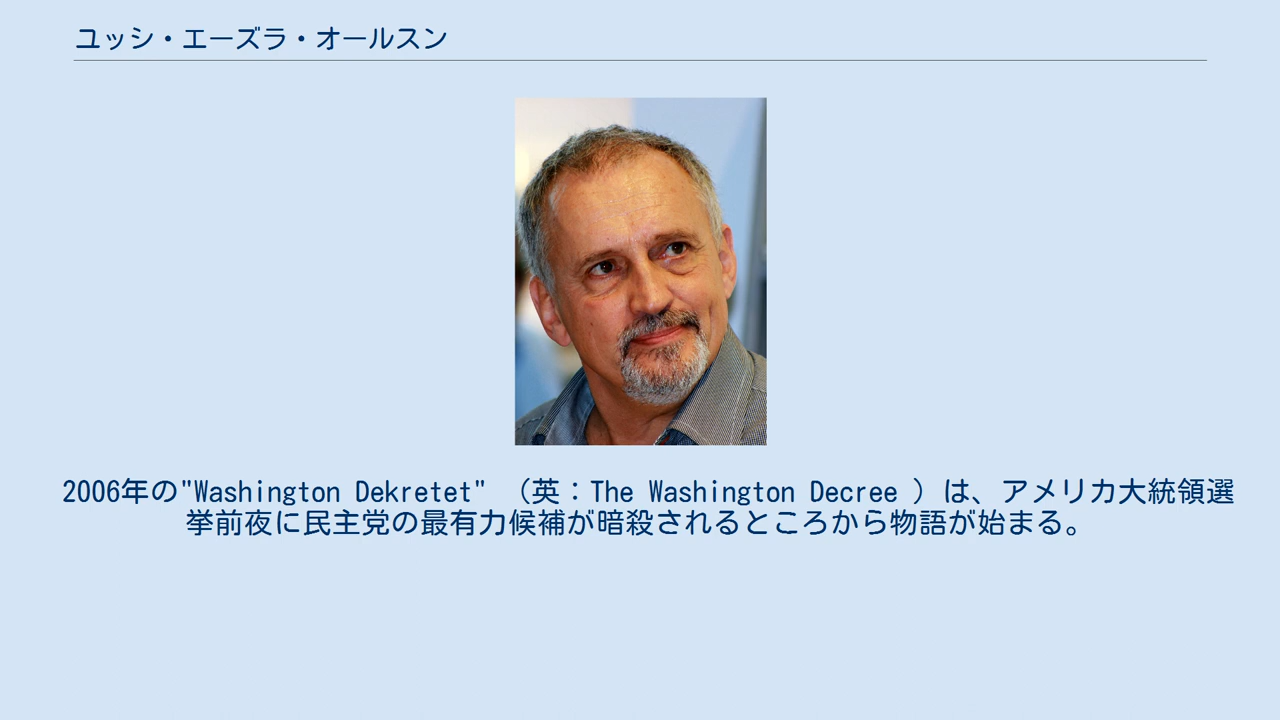 ユッシ・エーズラ・オールスン
2006年の"Washington Dekretet" （英：The Washington Decree ）は、アメリカ大統領選
挙前夜に民主党の最有力候補が暗殺されるところから物語が始まる。